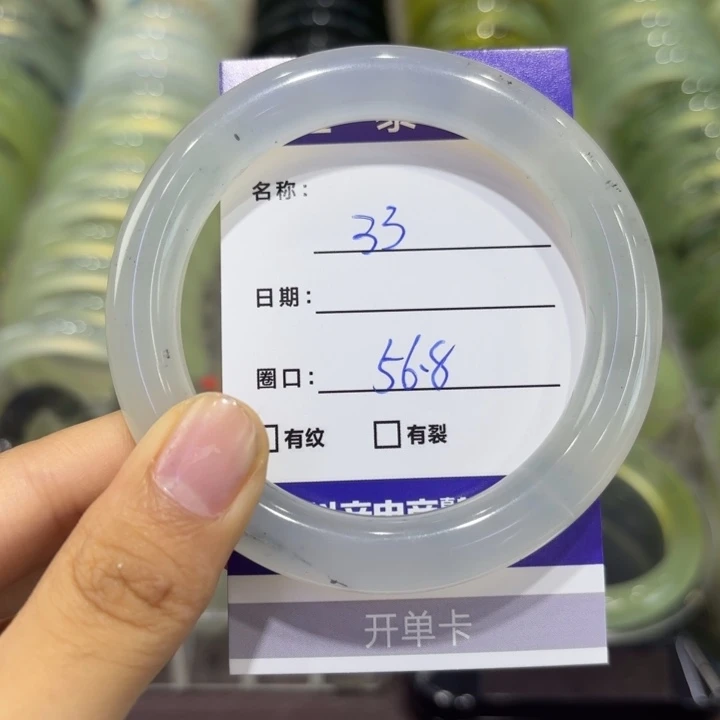 名称：33
日期：
圈口：56.8
□有纹 □有裂
开单卡